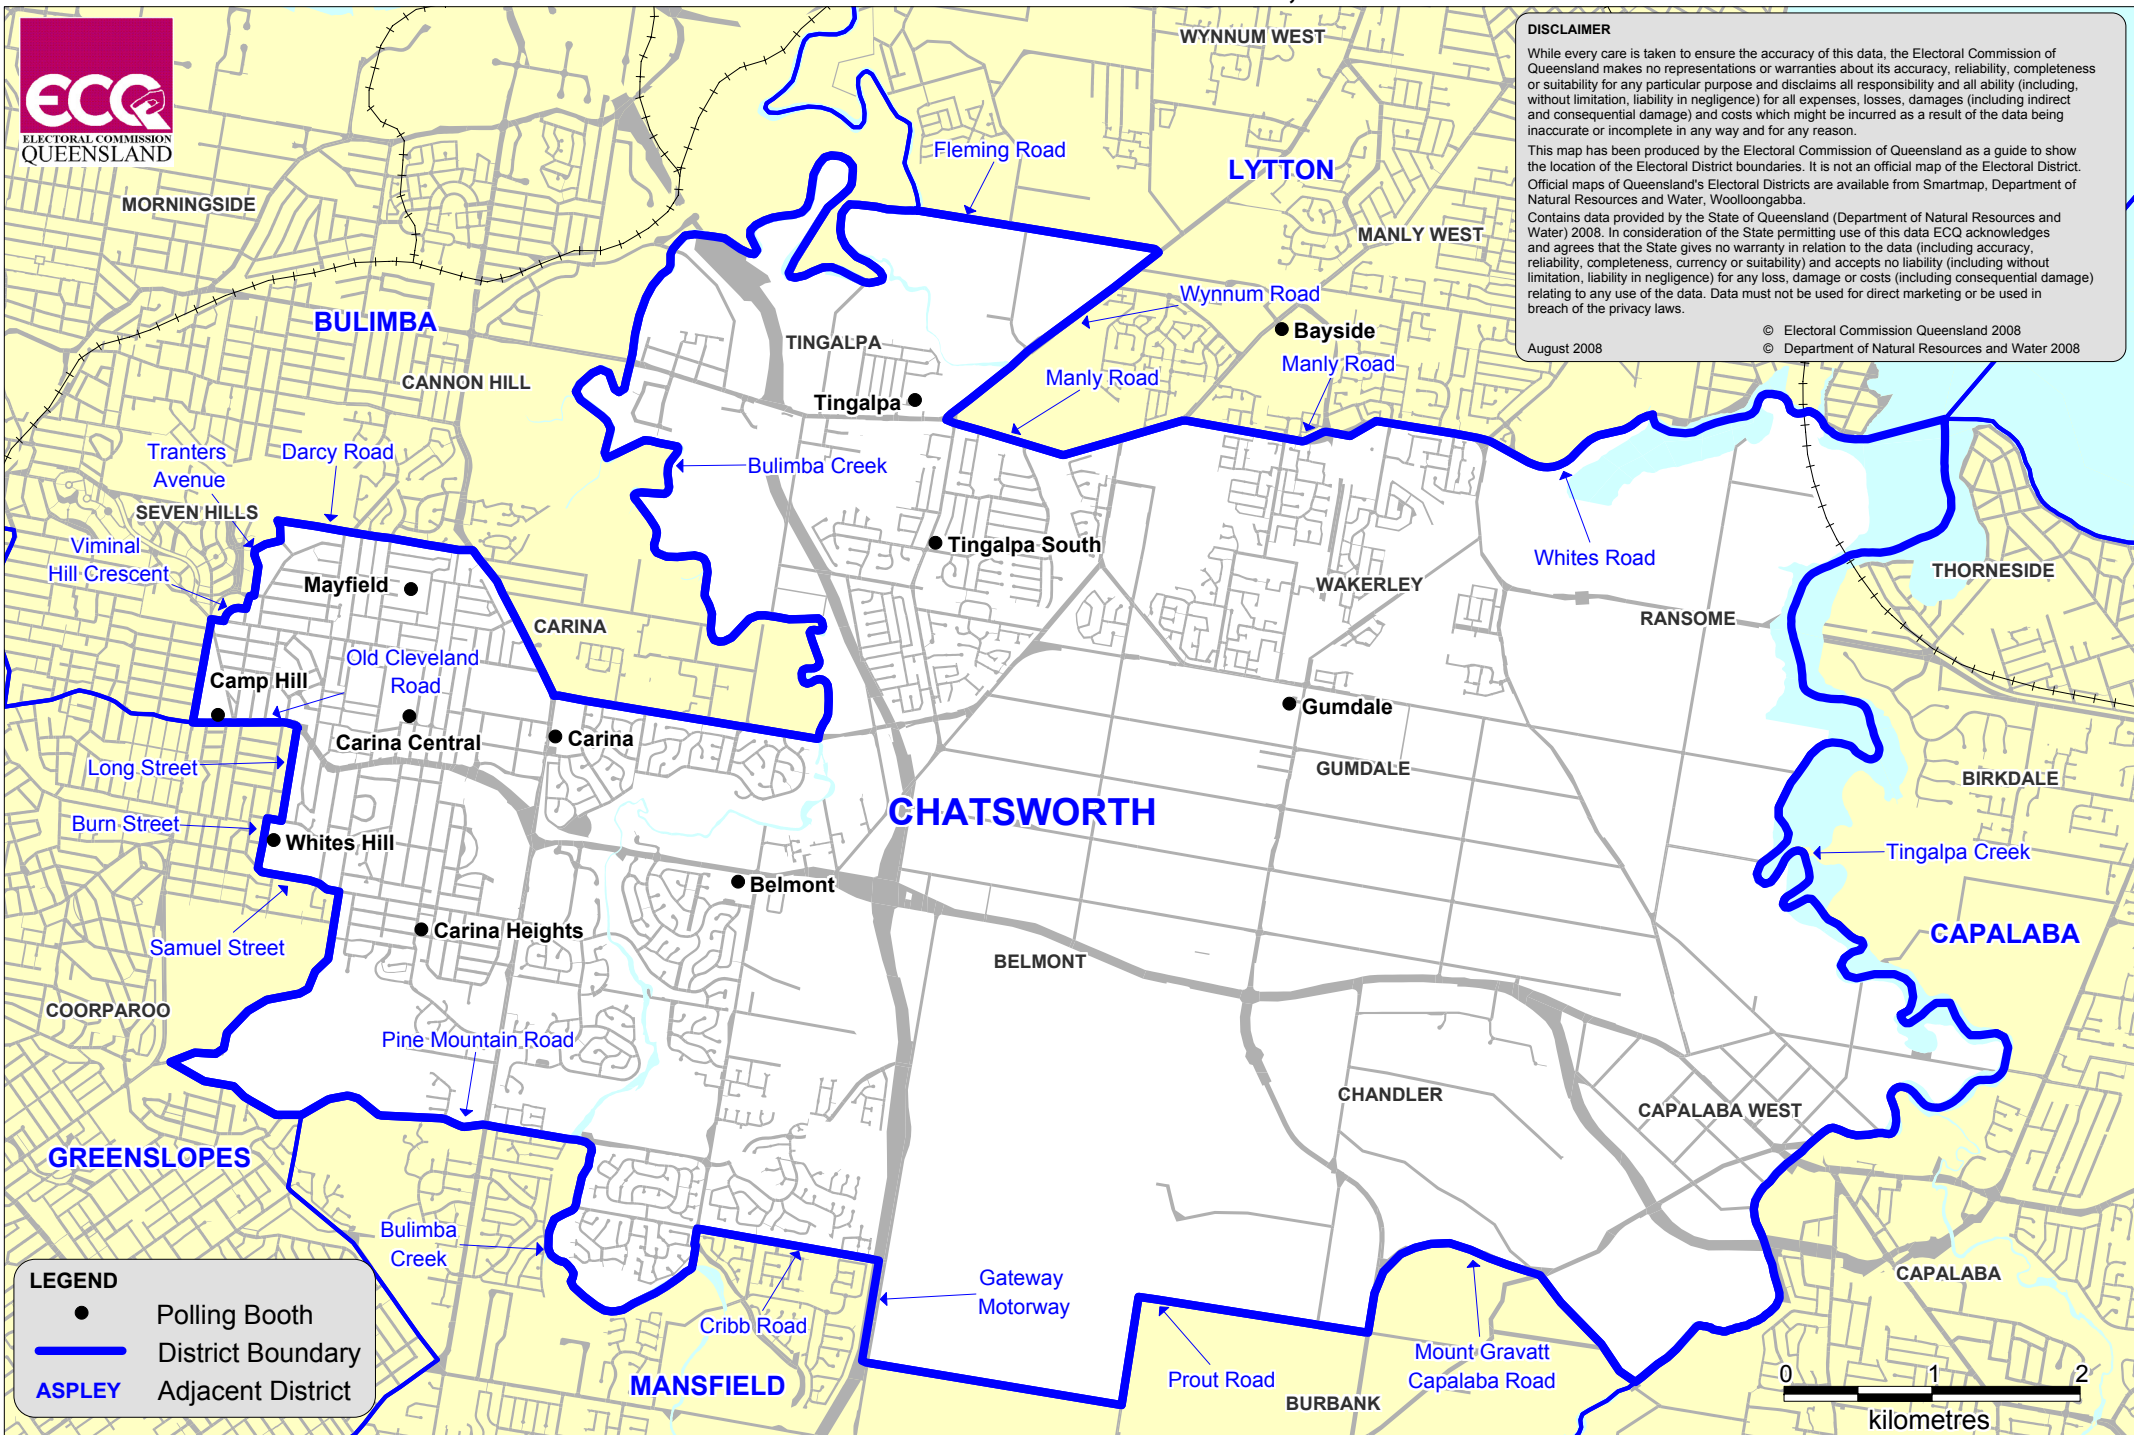 ECQ
ELECTORAL COMMISSION
QUEENSLAND
DISCLAIMER
While every care is taken to ensure the accuracy of this data, the Electoral Commission of
Queensland makes no representations or warranties about its accuracy, reliability, completeness
or suitability for any particular purpose and disclaims all responsibility and all ability (including,
without limitation, liability in negligence) for all expenses, losses, damages (including indirect
and consequential damage) and costs which might be incurred as a result of the data being
inaccurate or incomplete in any way and for any reason.
This map has been produced by the Electoral Commission of Queensland as a guide to show
the location of the Electoral District boundaries. It is not an official map of the Electoral District.
Official maps of Queensland's Electoral Districts are available from Smartmap, Department of
Natural Resources and Water, Woolloongabba.
Contains data provided by the State of Queensland (Department of Natural Resources and
Water) 2008. In consideration of the State permitting use of this data ECQ acknowledges
and agrees that the State gives no warranty in relation to the data (including accuracy,
reliability, completeness, currency or suitability) and accepts no liability (including without
limitation, liability in negligence) for any loss, damage or costs (including consequential damage)
relating to any use of the data. Data must not be used for direct marketing or be used in
breach of the privacy laws.
© Electoral Commission Queensland 2008
August 2008
© Department of Natural Resources and Water 2008
WYNNUM WEST
Fleming Road
LYTTON
MORNINGSIDE
MANLY WEST
Wynnum Road
BULIMBA
Bayside
TINGALPA
Manly Road
Manly Road
CANNON HILL
Tingalpa
Tranters
Avenue
Darcy Road
Bulimba Creek
SEVEN HILLS
Viminal
Hill Crescent
Tingalpa South
Whites Road
THORNESIDE
Mayfield
WAKERLEY
RANSOME
CARINA
Old Cleveland
Road
Camp Hill
Gumdale
Carina Central
Carina
Long Street
GUMDALE
BIRKDALE
CHATSWORTH
Burn Street
Whites Hill
Tingalpa Creek
Belmont
Carina Heights
CAPALABA
Samuel Street
BELMONT
COORPAROO
Pine Mountain Road
CHANDLER
CAPALABA WEST
GREENSLOPES
Bulimba
Creek
Gateway
Motorway
CAPALABA
Cribb Road
Mount Gravatt
Capalaba Road
Prout Road
MANSFIELD
BURBANK
LEGEND
Polling Booth
District Boundary
ASPLEY Adjacent District
0 1 2
kilometres